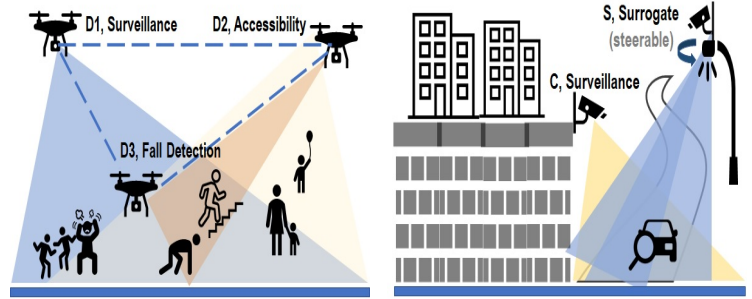 D1, Surveillance
D2, Accessibility
D3, Fall Detection
S, Surrogate
(steerable)
C, Surveillance